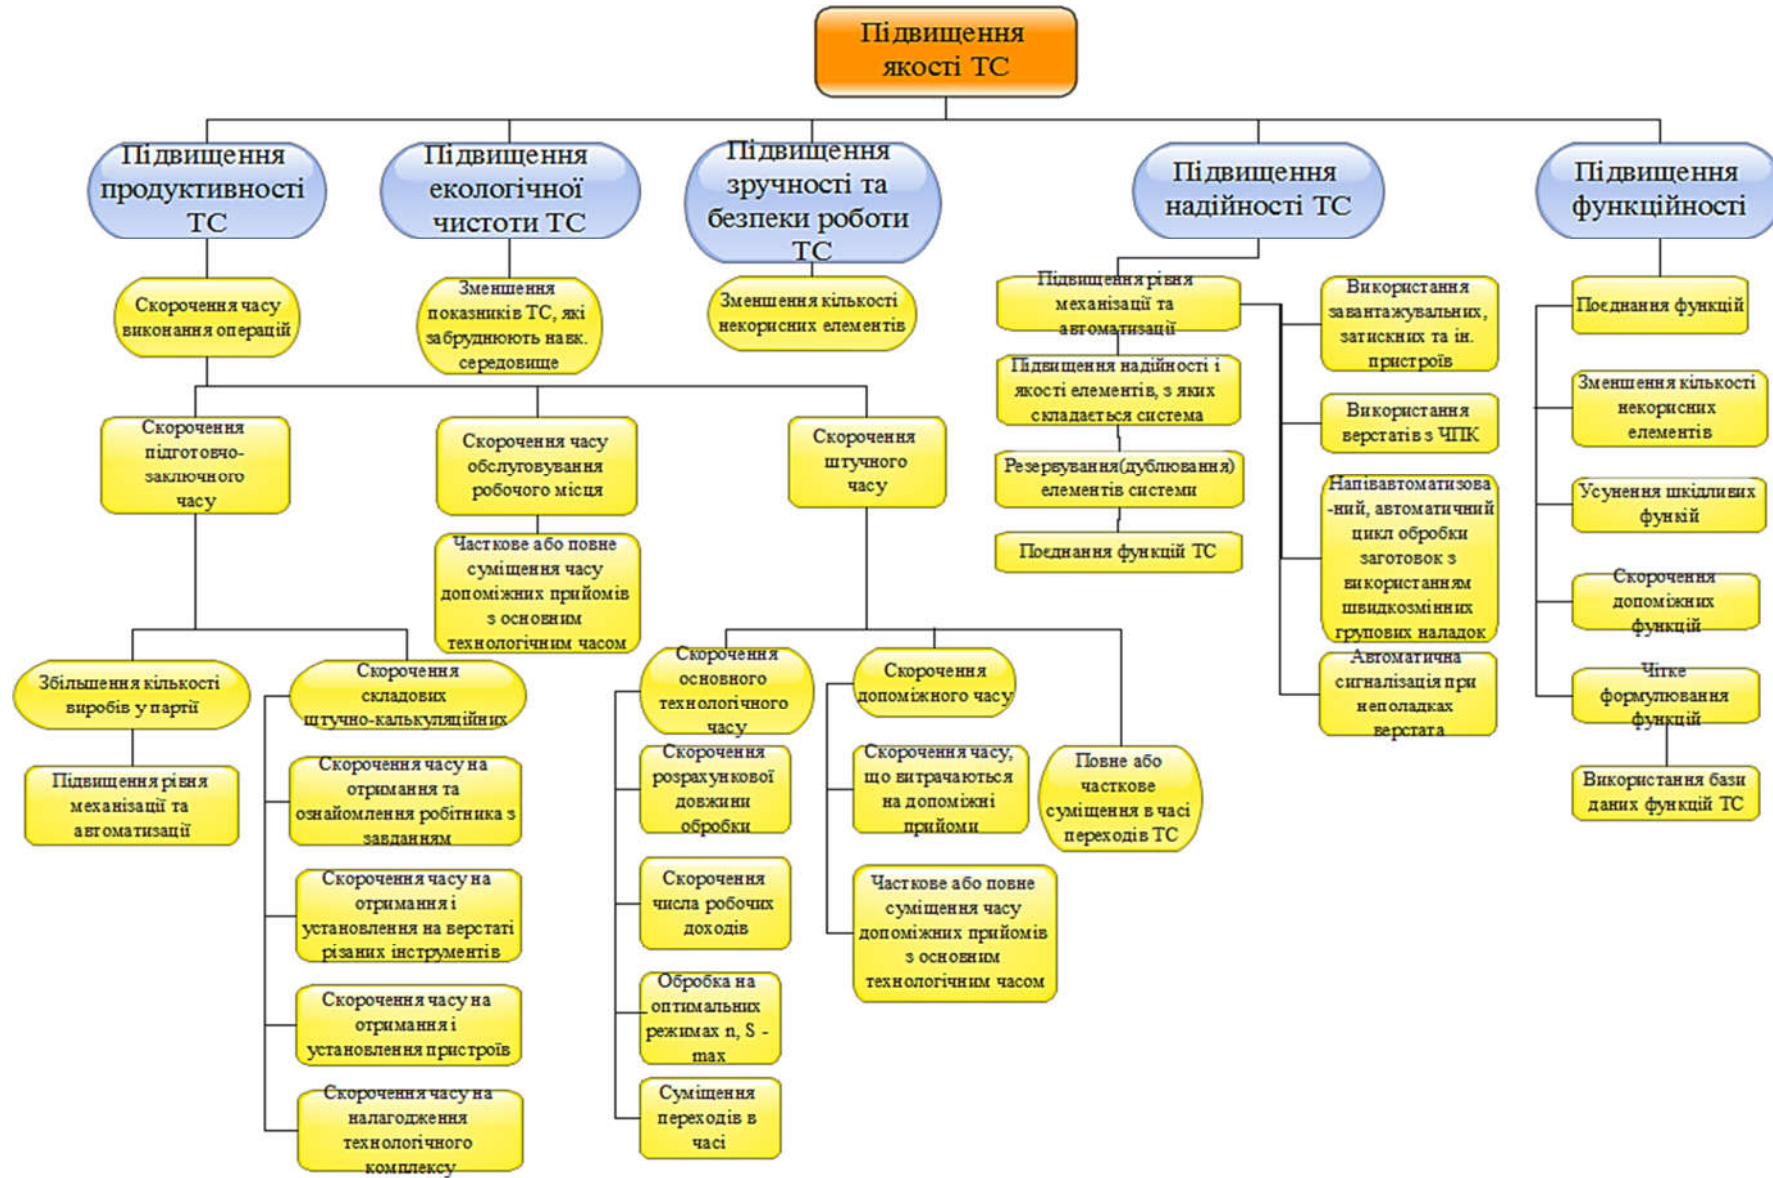 Підвищення
якості ТС
Підвищення
продуктивності
ТС
Підвищення
екологічної
чистоти ТС
Підвищення
зручності та
безпеки роботи
ТС
Підвищення
надійності ТС
Підвищення
функційності
Скорочення часу
виконання операцій
Зменшення
показників ТС, які
забруднюють навк.
середовище
Зменшення кількості
некорисних елементів
Підвищення рівня
механізації та
автоматизації
Підвищення надійності і
якості елементів, з яких
складається система
Резервування(дублювання)
елементів системи
Поєднання функцій ТС
Використання
завантажувальних,
затискних та ін.
пристроїв
Використання
верстатів з ЧПК
Напівавтоматизова
-ний, автоматичний
цикл обробки
заготовок з
використанням
швидкозмінних
групових наладок
Автоматична
сигналізація при
неполадках
верстата
Поєднання функцій
Зменшення кількості
некорисних
елементів
Усунення шкідливих
функій
Скорочення
допоміжних
функцій
Чітке
формулювання
функцій
Використання бази
даних функцій ТС
Скорочення
підготовчо-
заключного
часу
Скорочення часу
обслуговування
робочого місця
Часткове або повне
суміщення часу
допоміжних прийомів
з основним
технологічним часом
Скорочення
штучного
часу
Збільшення кількості
виробів у партії
Підвищення рівня
механізації та
автоматизації
Скорочення
складових
штучно-калькуляційних
Скорочення часу на
отримання та
ознайомлення робітника з
завданням
Скорочення часу на
отримання і
установлення на верстаті
різаних інструментів
Скорочення часу на
отримання і
установлення пристроїв
Скорочення часу на
налагодження
технологічного
комплексу
Скорочення
основного
технологічного
часу
Скорочення
розрахункової
довжини
обробки
Скорочення
числа робочих
доходів
Обробка на
оптимальних
режимах n, S -
max
Суміщення
переходів в
часі
Скорочення
допоміжного часу
Скорочення часу,
що витрачаються
на допоміжні
прийоми
Часткове або повне
суміщення часу
допоміжних прийомів
з основним
технологічним часом
Повне або
часткове
суміщення в часі
переходів ТС